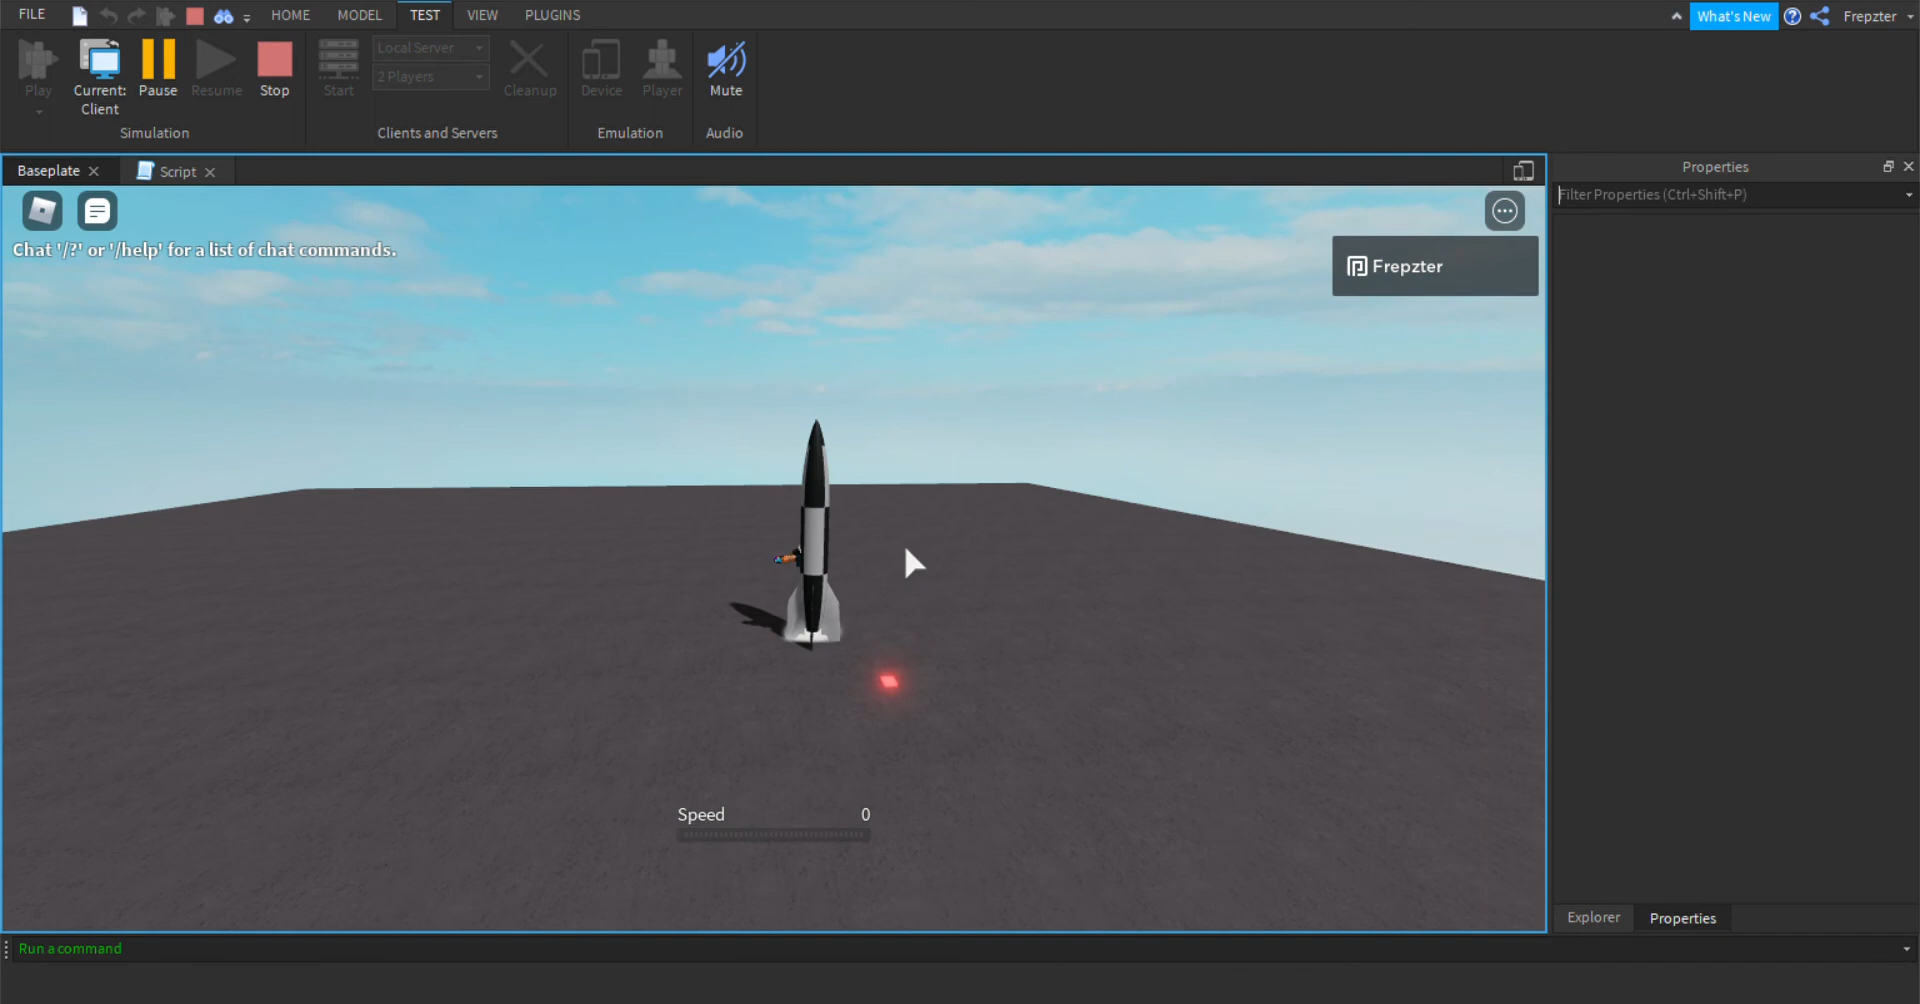 FILE HOME MODEL TEST VIEW PLUGINS What's New Frepzter
Play Current: Client Pause Resume Stop Start Local Server 2 Players Cleanup Device Player Mute
Simulation Clients and Servers Emulation Audio
Baseplate Script Properties
Filter Properties (Ctrl+Shift+P)
Chat '/?' or '/help' for a list of chat commands.
Frepzter
Speed 0
Explorer Properties
Run a command